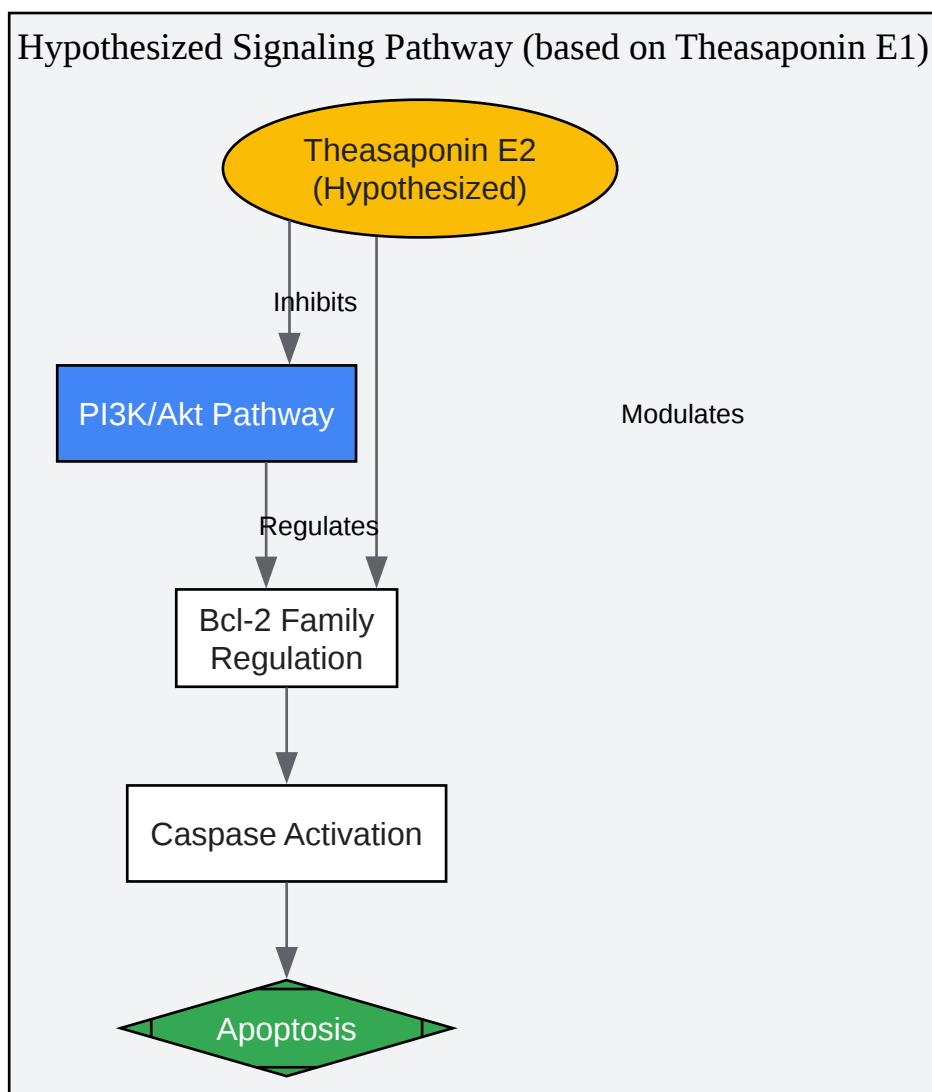 Hypothesized Signaling Pathway (based on Theasaponin E1)
Theasaponin E2
(Hypothesized)
Inhibits
PI3K/Akt Pathway
Modulates
Regulates
Bcl-2 Family
Regulation
Caspase Activation
Apoptosis